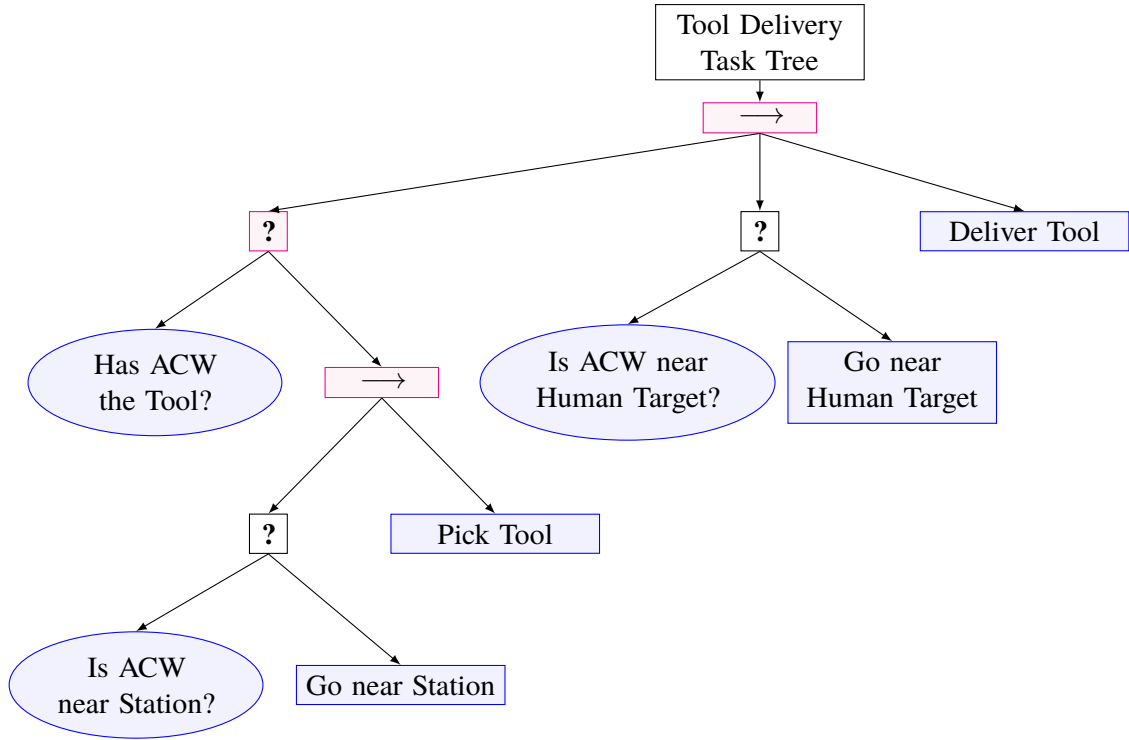 Tool Delivery
Task Tree
⟶
?
?
Deliver Tool
Has ACW
the Tool?
⟶
Is ACW near
Human Target?
Go near
Human Target
?
Pick Tool
Is ACW
near Station?
Go near Station